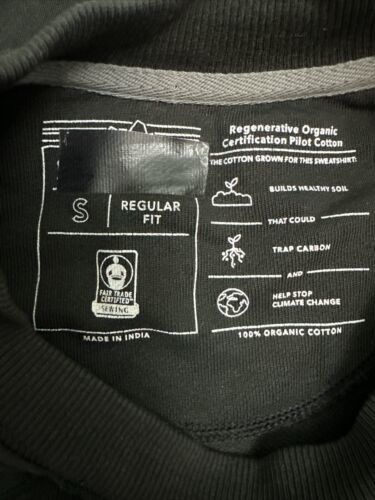 S
REGULAR
FIT
FAIR TRADE
CERTIFIED™
SEWING
MADE IN INDIA
Regenerative Organic
Certification Pilot Cotton
THE COTTON GROWN FOR THIS SWEATSHIRT:
BUILDS HEALTHY SOIL
THAT COULD
TRAP CARBON
AND
HELP STOP
CLIMATE CHANGE
100% ORGANIC COTTON